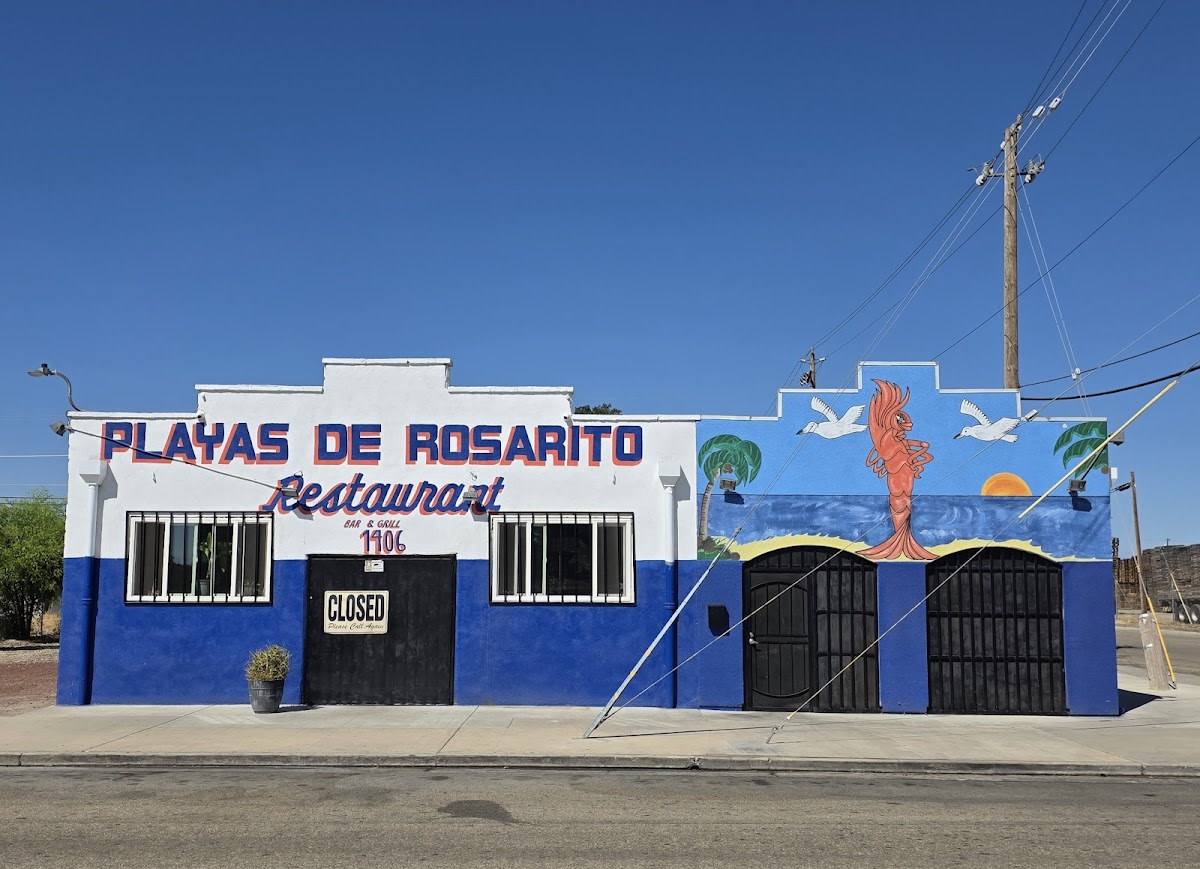 PLAYAS DE ROSARITO
Restaurant
BAR & GRILL
1406
CLOSED
Please Call Again